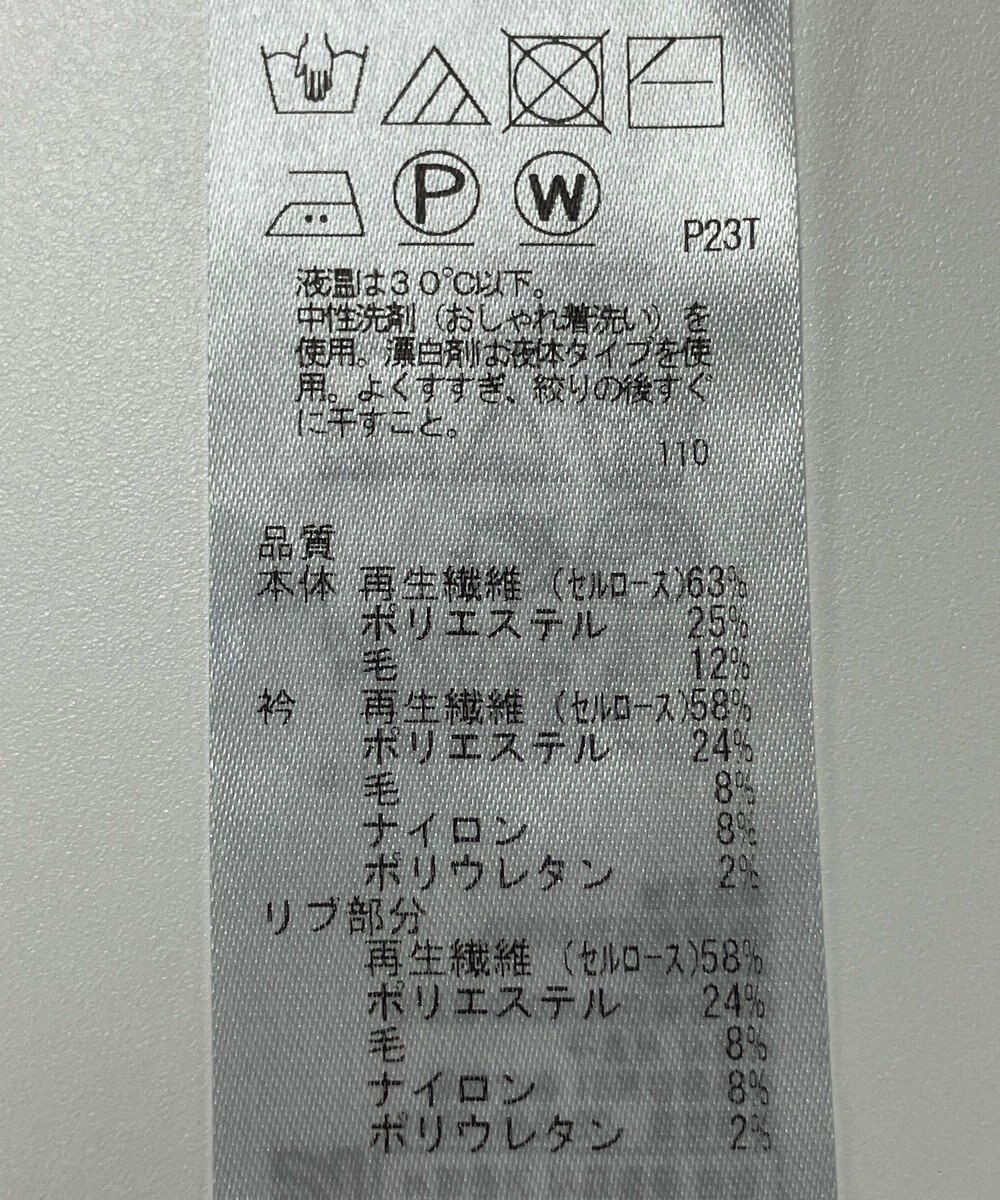 P W P23T
液温は30℃以下。
中性洗剤（おしゃれ着洗い）を
使用。漂白剤は液体タイプを使
用。よくすすぎ、絞りの後すぐ
に干すこと。
110
品質
本体 再生繊維（セルロース）63%
ポリエステル 25%
毛 12%
衿 再生繊維（セルロース）58%
ポリエステル 24%
毛 8%
ナイロン 8%
ポリウレタン 2%
リブ部分
再生繊維（セルロース）58%
ポリエステル 24%
毛 8%
ナイロン 8%
ポリウレタン 2%